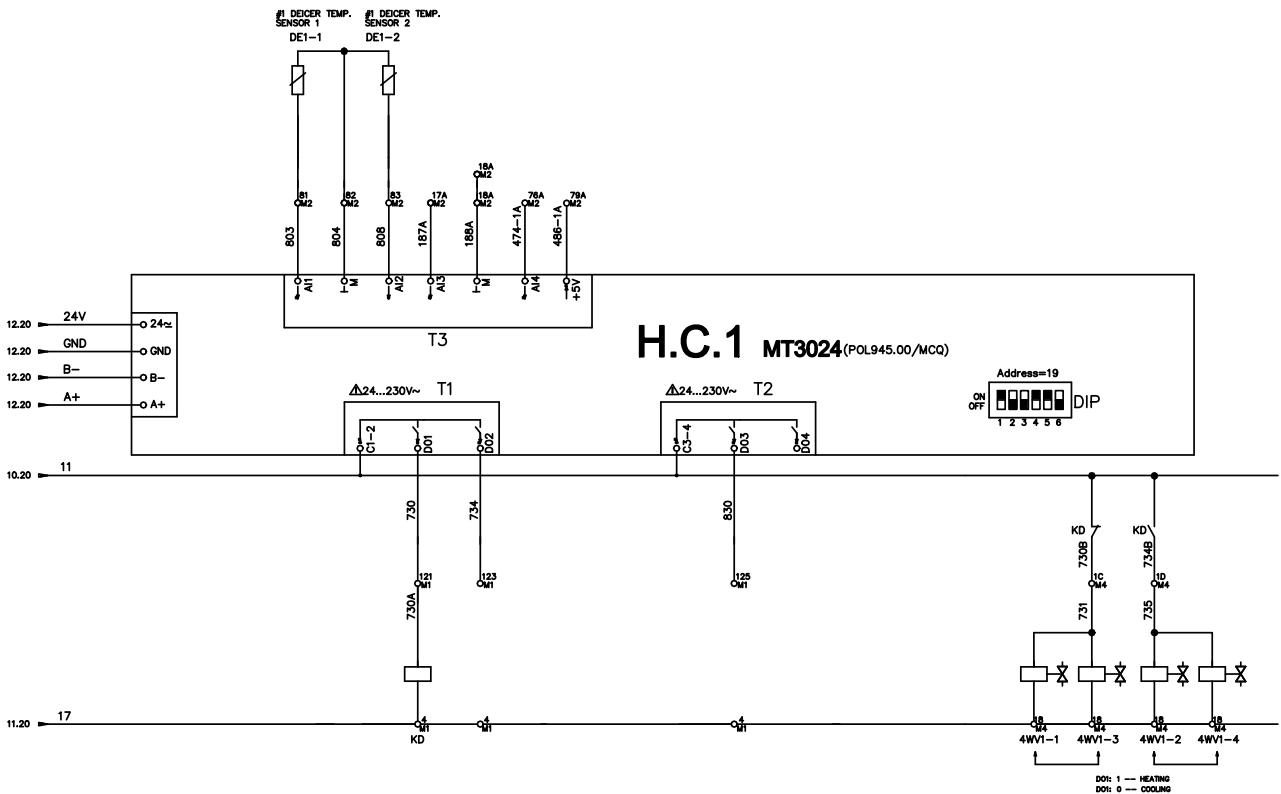 #1 DEICER TEMP.
SENSOR 1
DE1-1
#1 DEICER TEMP.
SENSOR 2
DE1-2
81
M2
82
M2
83
M2
17A
M2
18A
M2
18A
M2
76A
M2
79A
M2
803
804
808
187A
188A
474-1A
486-1A
AI1
M
AI2
AI3
M
AI4
+5V
T3
12.20 24V 24≃
12.20 GND GND
12.20 B- B-
12.20 A+ A+
H.C.1 MT3024(POL945.00/MCQ)
Address=19
ON
OFF
DIP
1 2 3 4 5 6
⚠24...230V~ T1
C1-2
D01
D02
⚠24...230V~ T2
C3-4
D03
D04
10.20 11
730
734
830
KD
730B
KD
734B
121
M1
123
M1
125
M1
1C
M4
1D
M4
730A
731
735
11.20 17
4
M1
4
M1
4
M1
18
M4
18
M4
18
M4
18
M4
KD
4WV1-1
4WV1-3
4WV1-2
4WV1-4
DO1: 1 -- HEATING
DO1: 0 -- COOLING